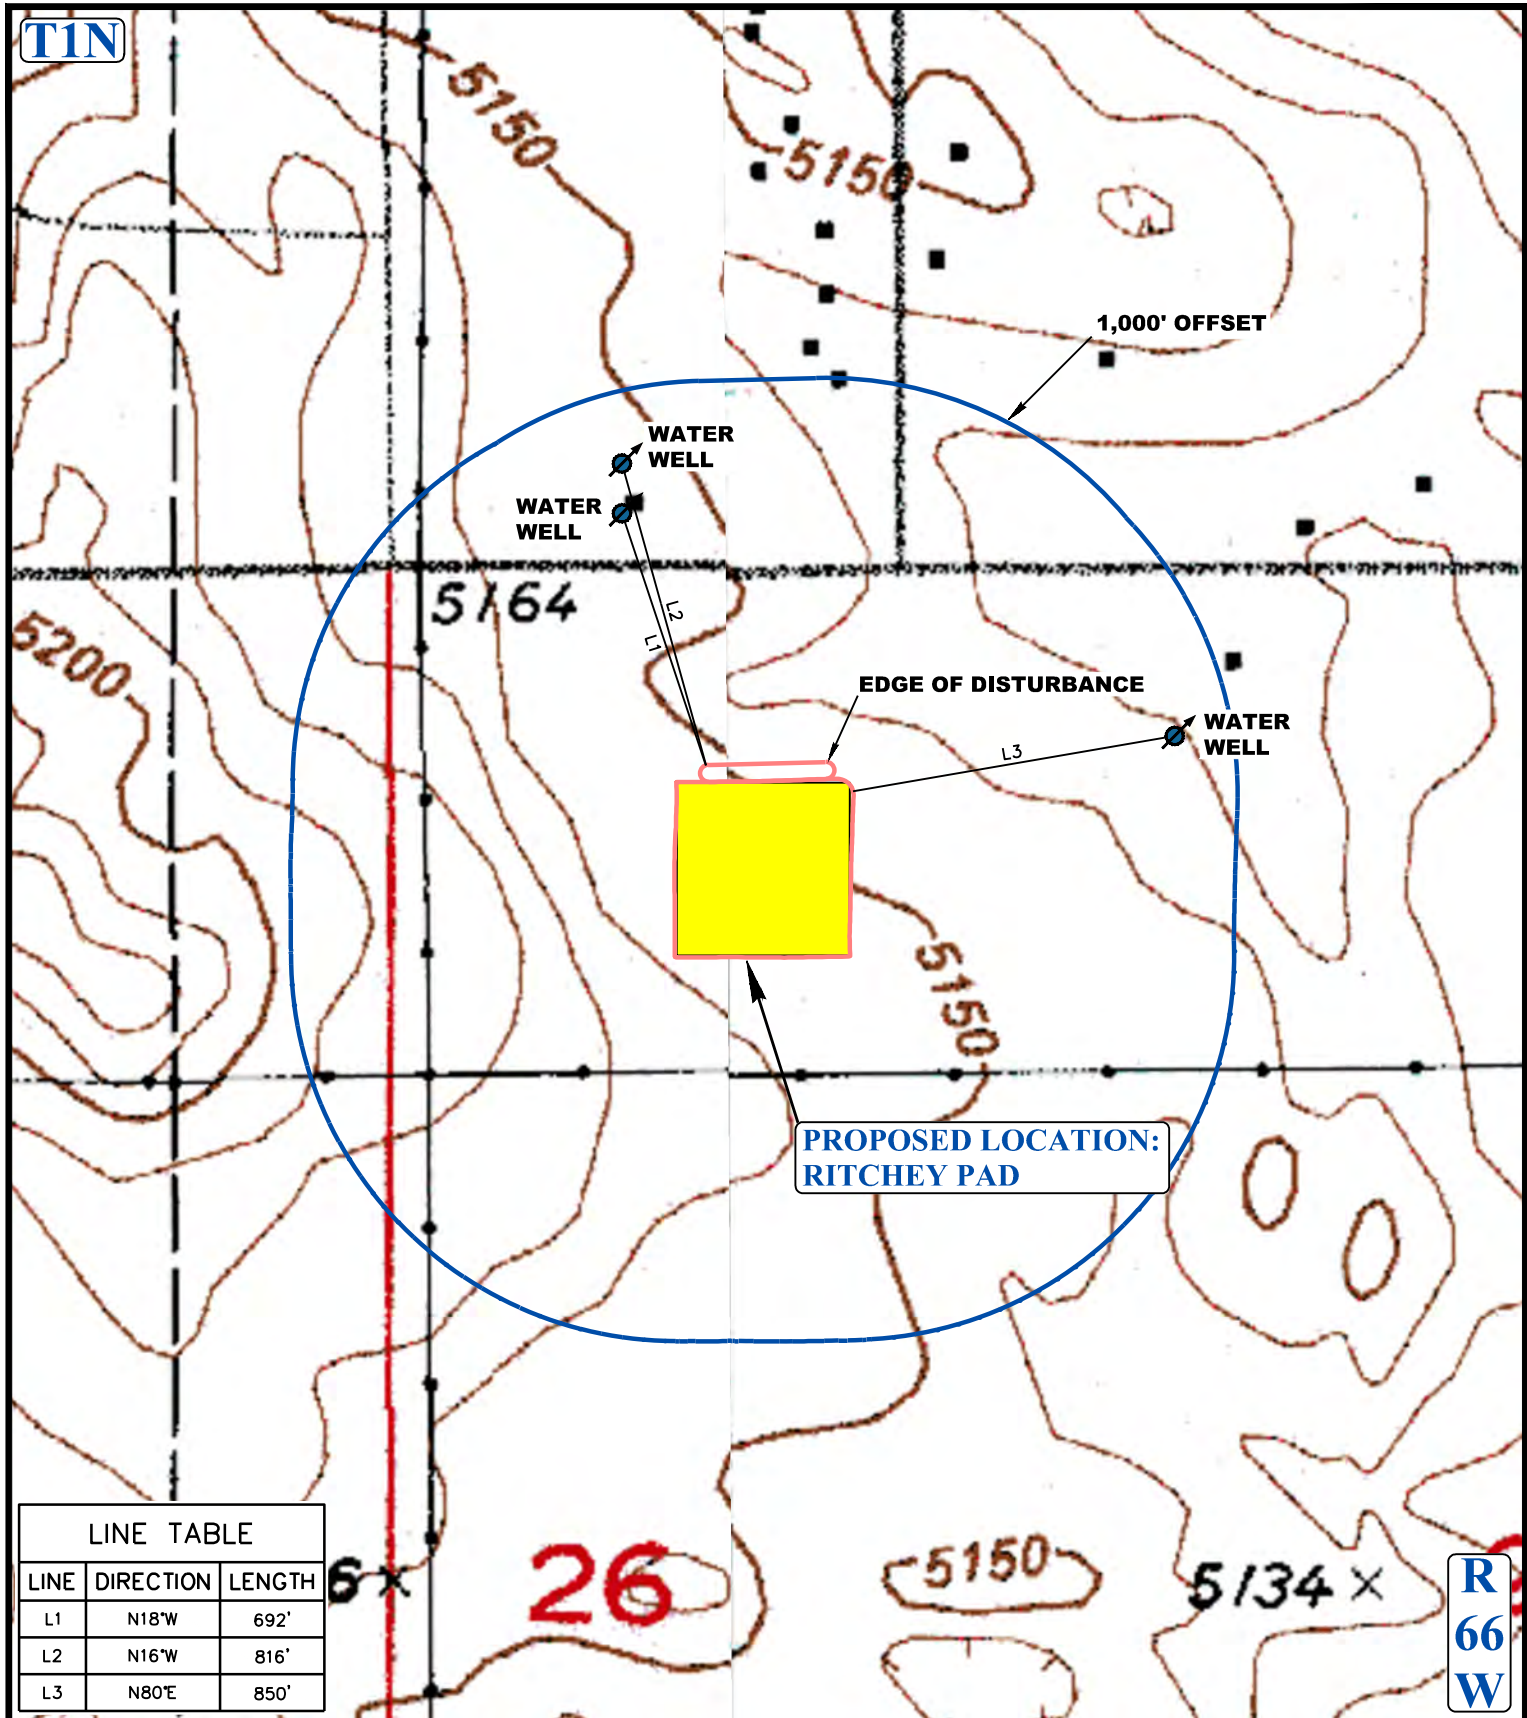 T1N
5150
5150
1,000' OFFSET
WATER
WELL
WATER
WELL
5164
5200
L2
L1
EDGE OF DISTURBANCE
WATER
WELL
L3
5150
PROPOSED LOCATION:
RITCHEY PAD
LINE TABLE
LINE DIRECTION LENGTH
L1 N18°W 692'
L2 N16°W 816'
L3 N80°E 850'
6
26
5150
5134
R
66
W